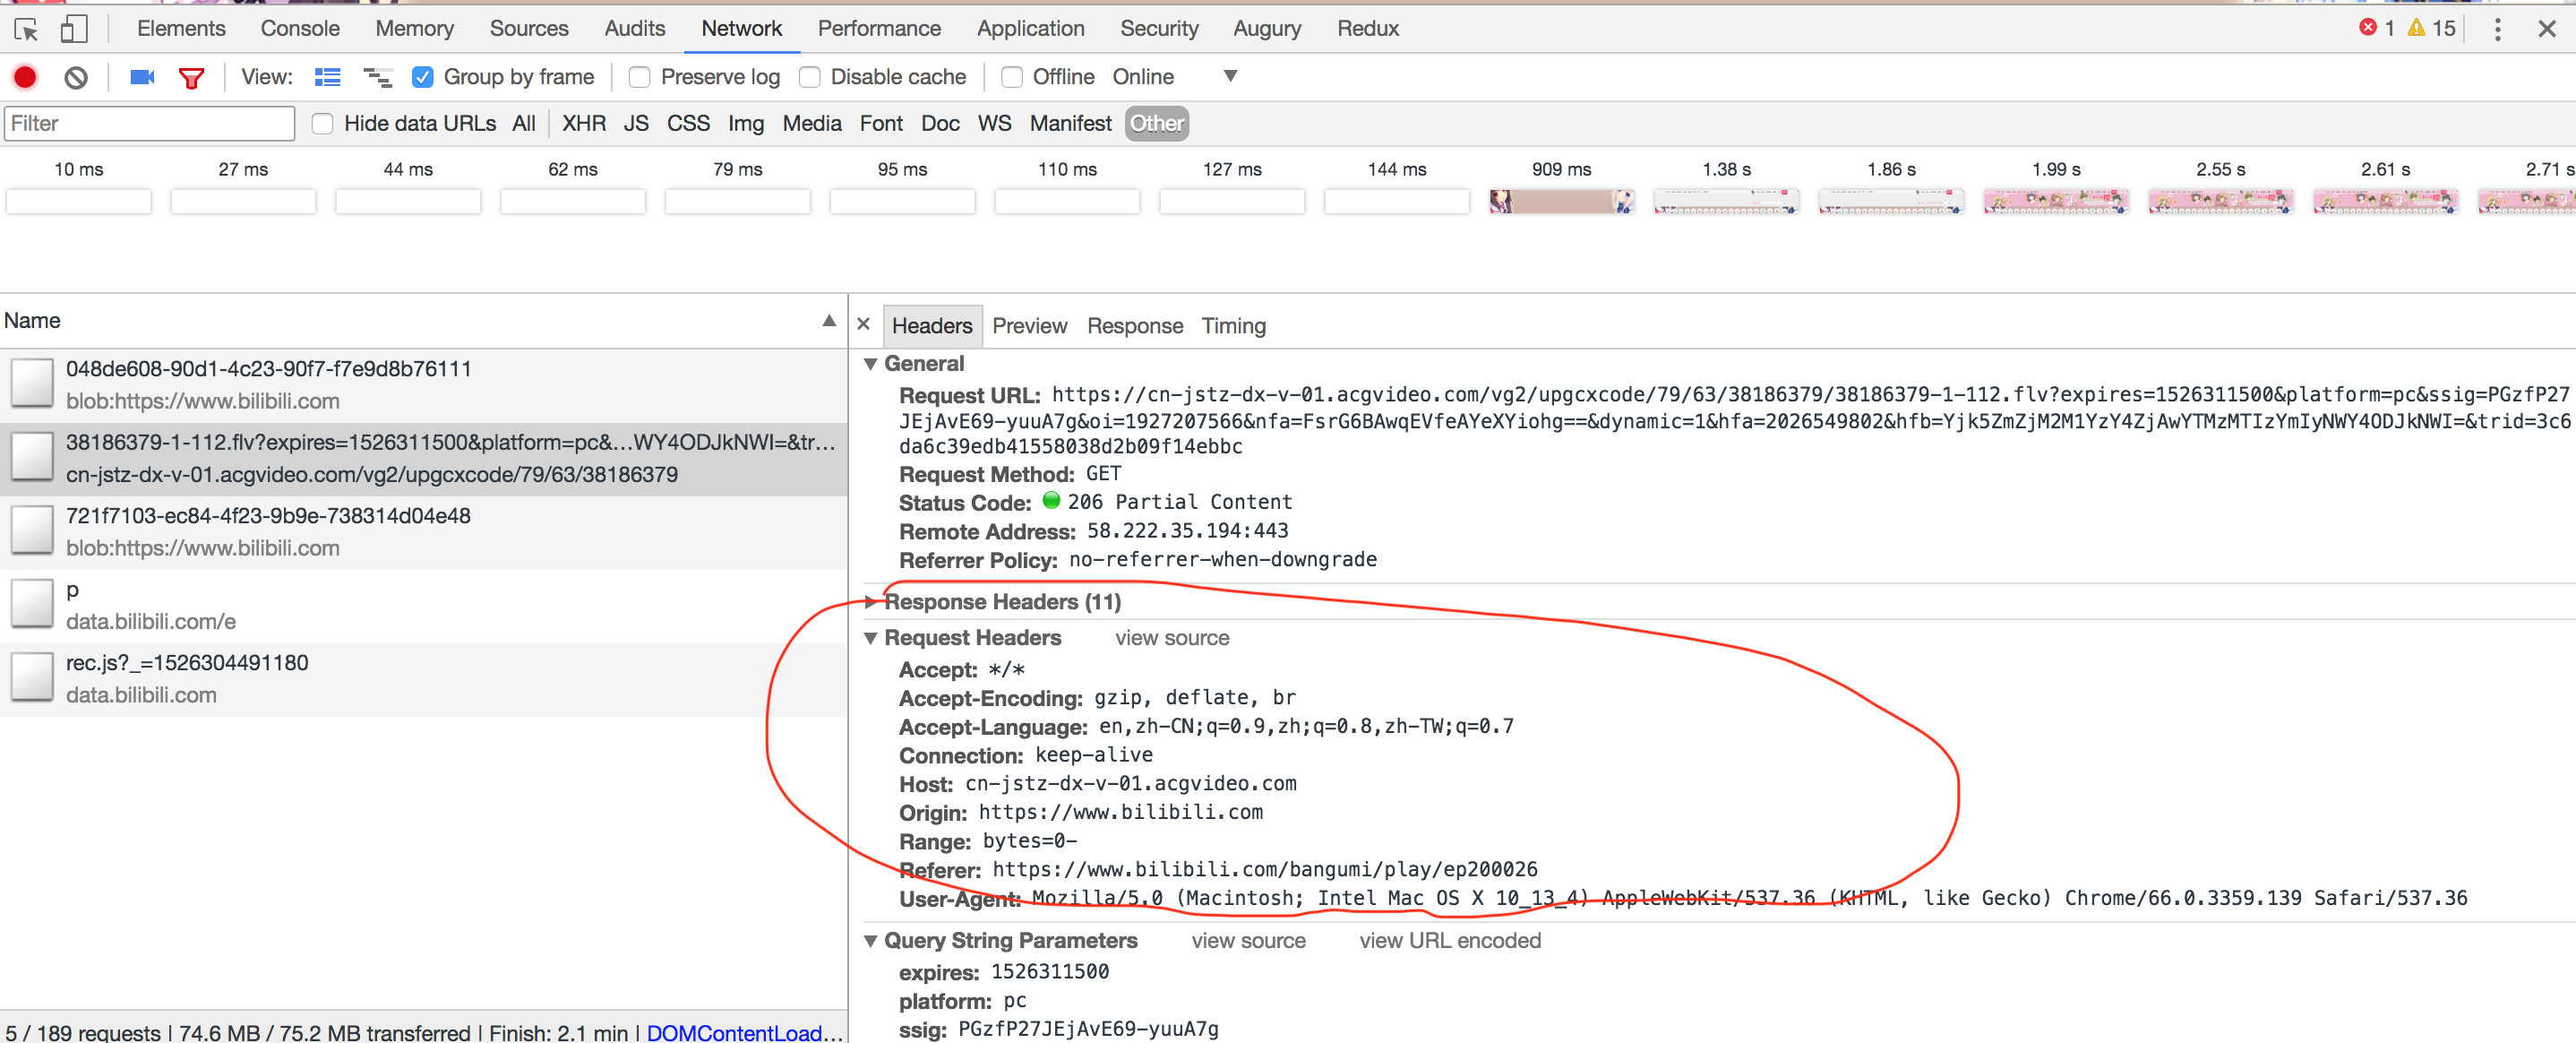 Elements Console Memory Sources Audits Network Performance Application Security Augury Redux 1 15
View: Group by frame Preserve log Disable cache Offline Online
Filter Hide data URLs All XHR JS CSS Img Media Font Doc WS Manifest Other
10 ms 27 ms 44 ms 62 ms 79 ms 95 ms 110 ms 127 ms 144 ms 909 ms 1.38 s 1.86 s 1.99 s 2.55 s 2.61 s 2.71 s
Name
048de608-90d1-4c23-90f7-f7e9d8b76111
blob:https://www.bilibili.com
38186379-1-112.flv?expires=1526311500&platform=pc&...WY4ODJkNWI=&tr...
cn-jstz-dx-v-01.acgvideo.com/vg2/upgcxcode/79/63/38186379
721f7103-ec84-4f23-9b9e-738314d04e48
blob:https://www.bilibili.com
p
data.bilibili.com/e
rec.js?_=1526304491180
data.bilibili.com
5 / 189 requests | 74.6 MB / 75.2 MB transferred | Finish: 2.1 min | DOMContentLoad...
Headers Preview Response Timing
General
Request URL: https://cn-jstz-dx-v-01.acgvideo.com/vg2/upgcxcode/79/63/38186379/38186379-1-112.flv?expires=1526311500&platform=pc&ssig=PGzfP27
JEjAvE69-yuuA7g&oi=1927207566&nfa=FsrG6BAwqEVfeAYeXYiohg==&dynamic=1&hfa=2026549802&hfb=Yjk5ZmZjM2M1YzY4ZjAwYTMzMTIzYmIyNWY4ODJkNWI=&trid=3c6
da6c39edb41558038d2b09f14ebbc
Request Method: GET
Status Code: 206 Partial Content
Remote Address: 58.222.35.194:443
Referrer Policy: no-referrer-when-downgrade
Response Headers (11)
Request Headers view source
Accept: */*
Accept-Encoding: gzip, deflate, br
Accept-Language: en,zh-CN;q=0.9,zh;q=0.8,zh-TW;q=0.7
Connection: keep-alive
Host: cn-jstz-dx-v-01.acgvideo.com
Origin: https://www.bilibili.com
Range: bytes=0-
Referer: https://www.bilibili.com/bangumi/play/ep200026
User-Agent: Mozilla/5.0 (Macintosh; Intel Mac OS X 10_13_4) AppleWebKit/537.36 (KHTML, like Gecko) Chrome/66.0.3359.139 Safari/537.36
Query String Parameters view source view URL encoded
expires: 1526311500
platform: pc
ssig: PGzfP27JEjAvE69-yuuA7g